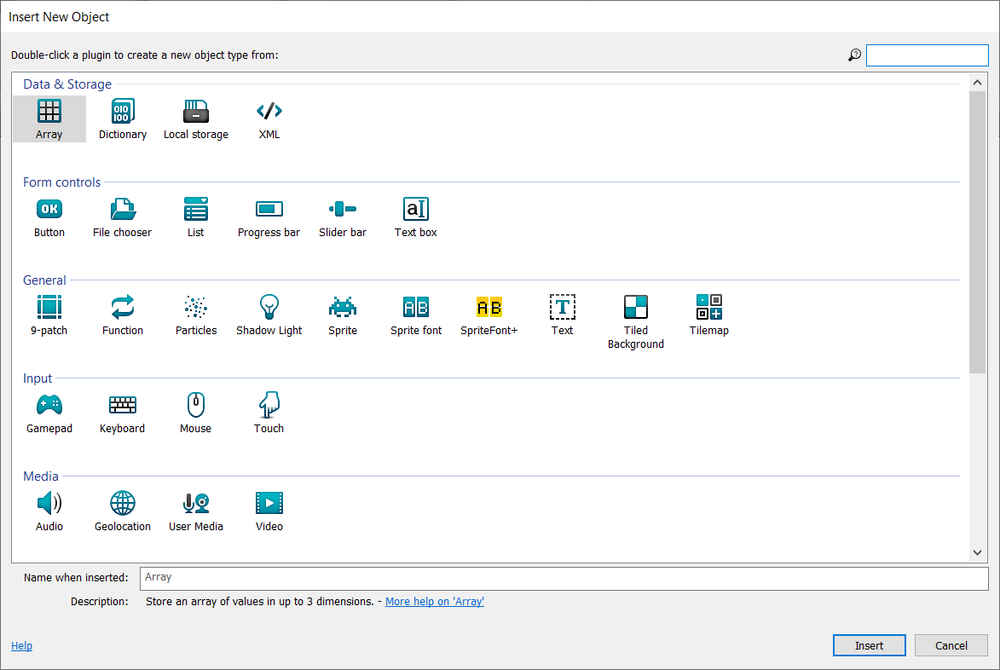 Insert New Object
Double-click a plugin to create a new object type from:
Data & Storage
Array Dictionary Local storage XML
Form controls
OK aI
Button File chooser List Progress bar Slider bar Text box
General
AB AB T
9-patch Function Particles Shadow Light Sprite Sprite font SpriteFont+ Text Tiled Background Tilemap
Input
Gamepad Keyboard Mouse Touch
Media
Audio Geolocation User Media Video
Name when inserted: Array
Description: Store an array of values in up to 3 dimensions. - More help on 'Array'
Help Insert Cancel